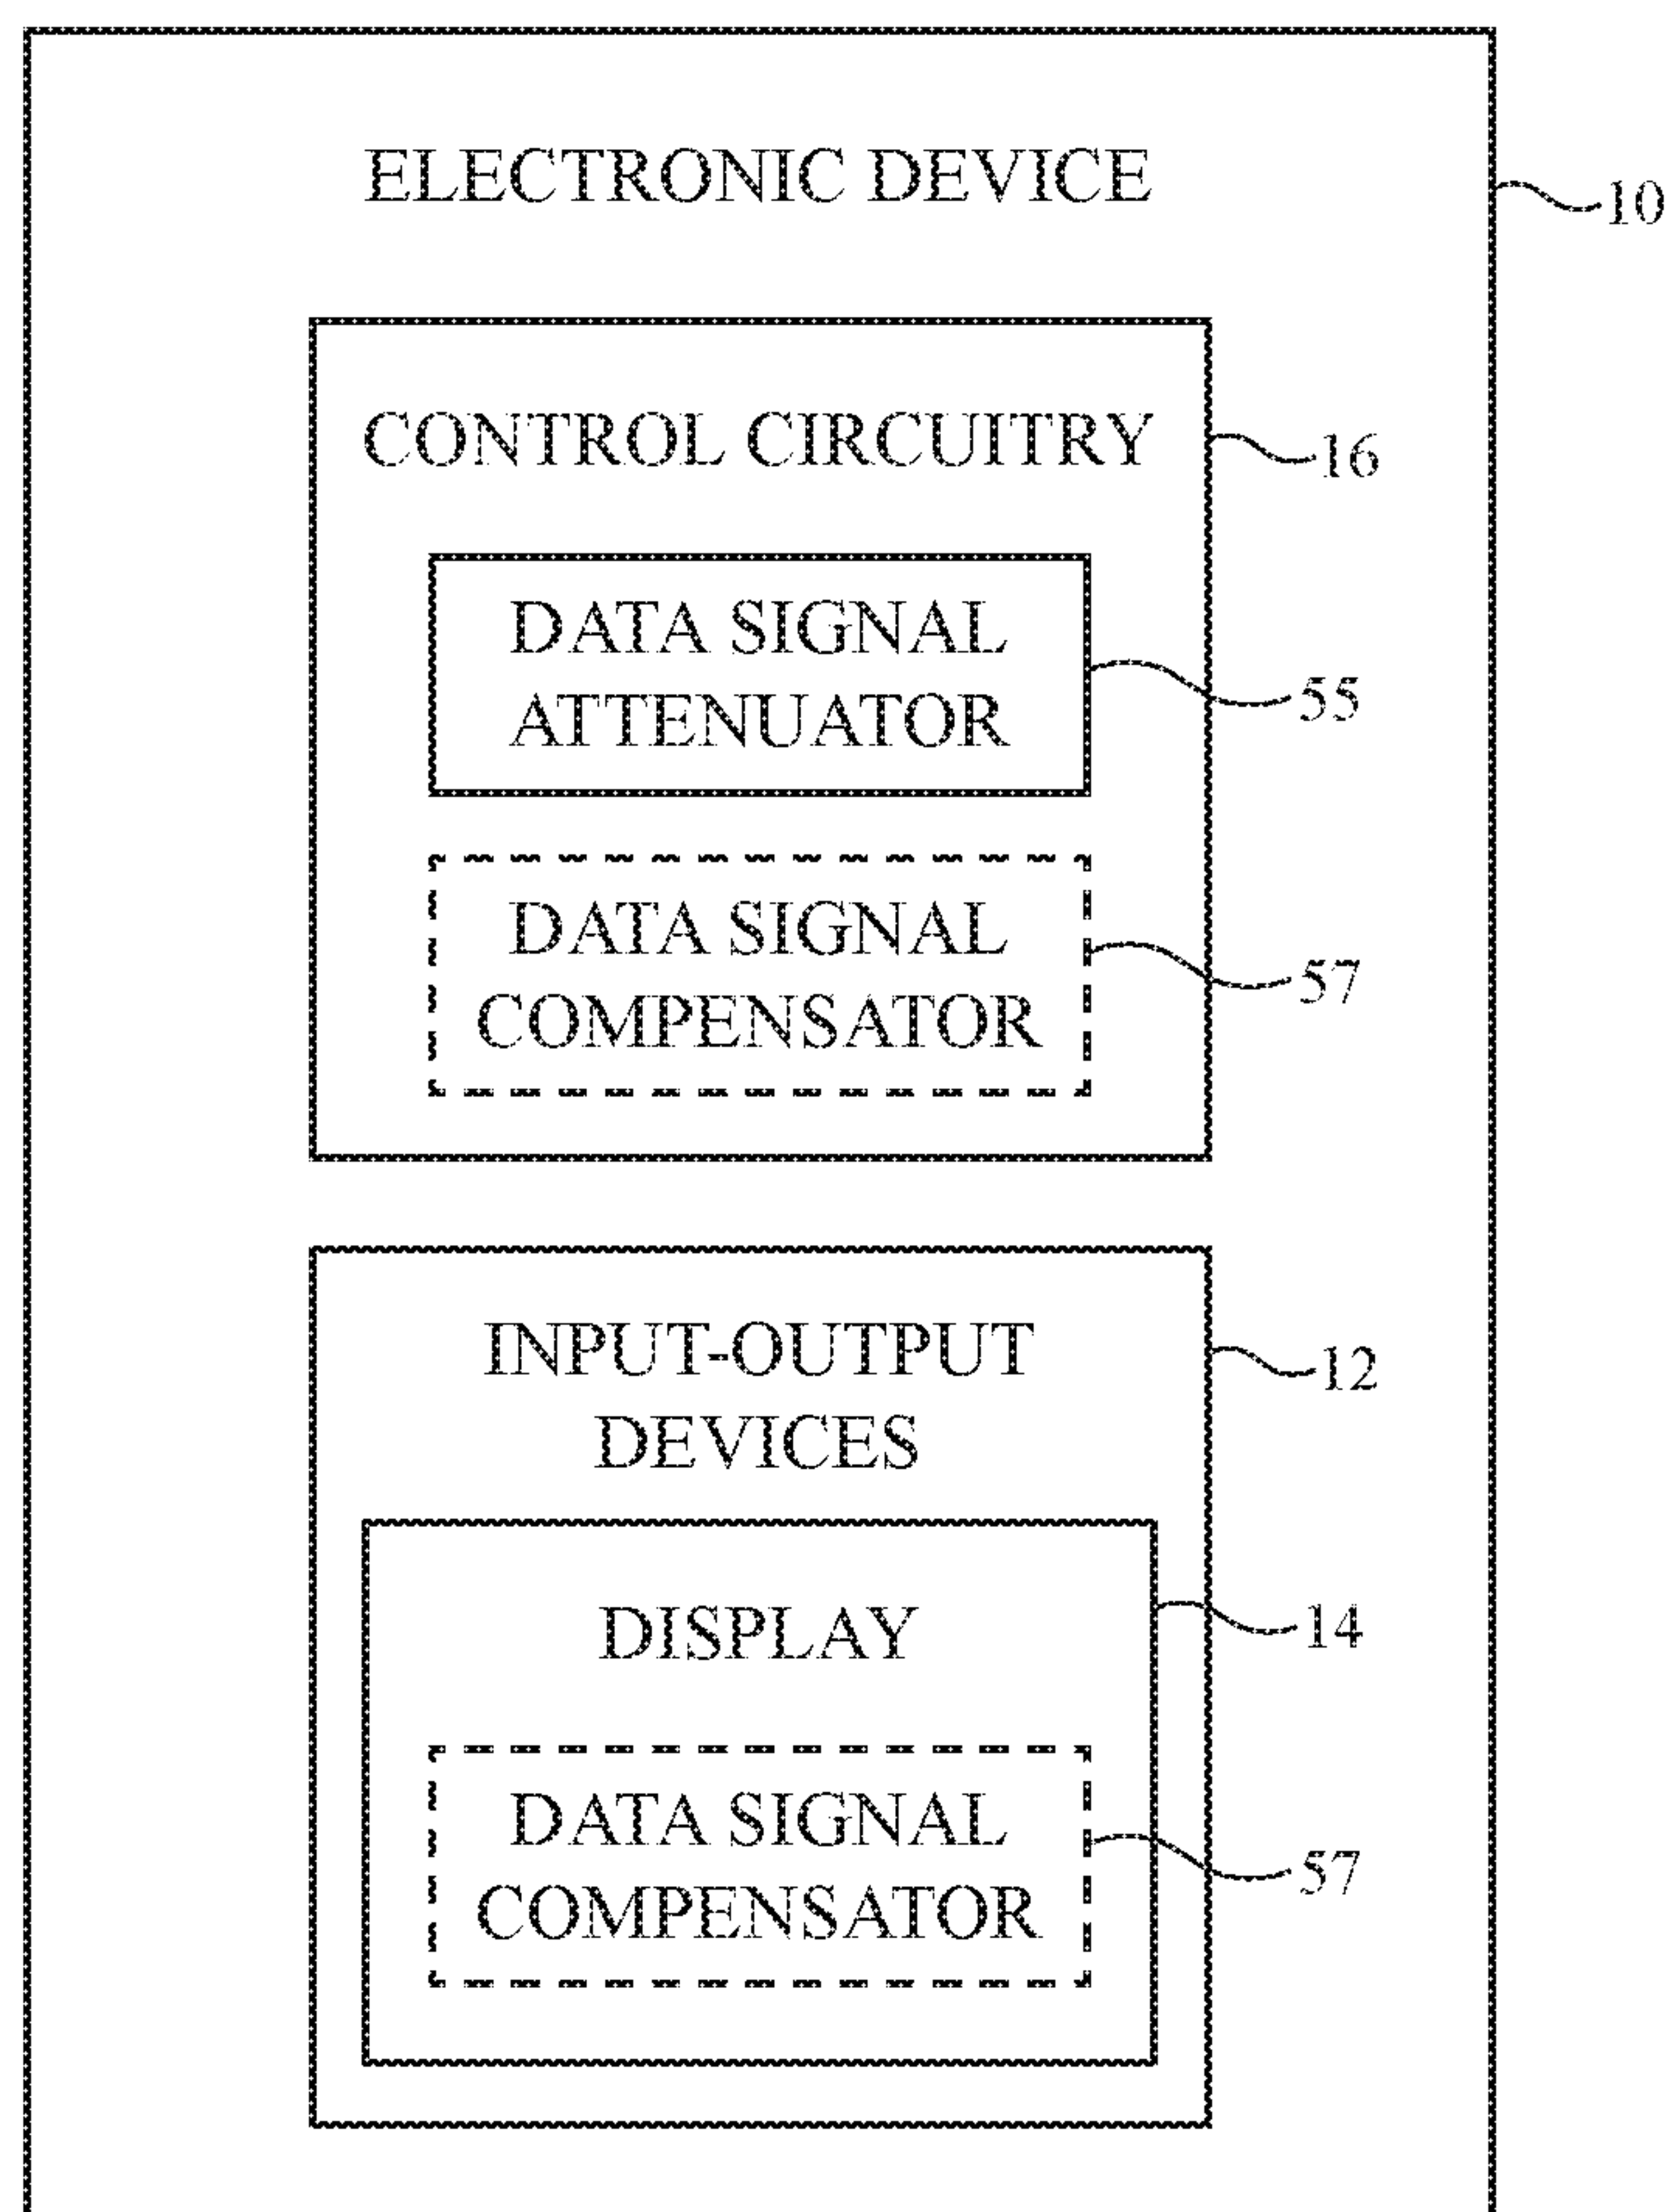 ELECTRONIC DEVICE
10
CONTROL CIRCUITRY
16
DATA SIGNAL
ATTENUATOR
55
DATA SIGNAL
COMPENSATOR
57
INPUT-OUTPUT
DEVICES
12
DISPLAY
14
DATA SIGNAL
COMPENSATOR
57